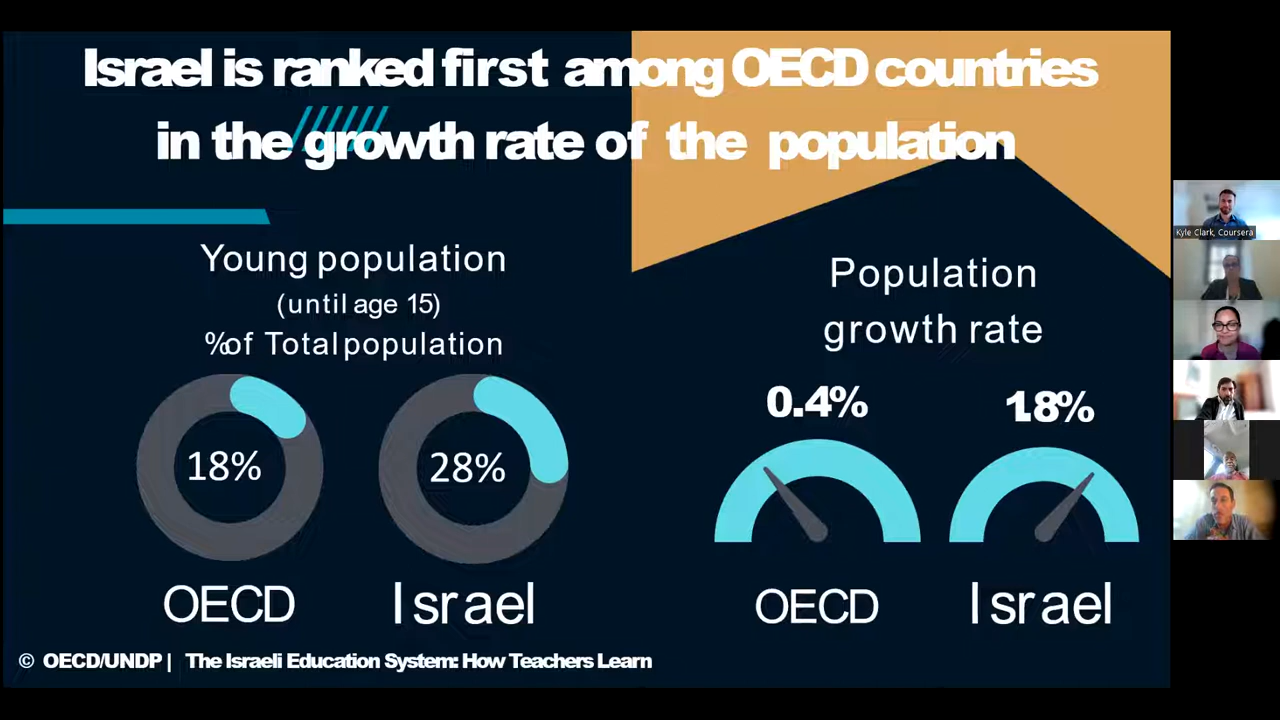 Israel is ranked first among OECD countries
in the growth rate of the population
Young population
(until age 15)
% of Total population
18%
28%
OECD
Israel
Population
growth rate
0.4%
1.8%
OECD
Israel
© OECD/UNDP | The Israeli Education System: How Teachers Learn
Kyle Clark, Coursera